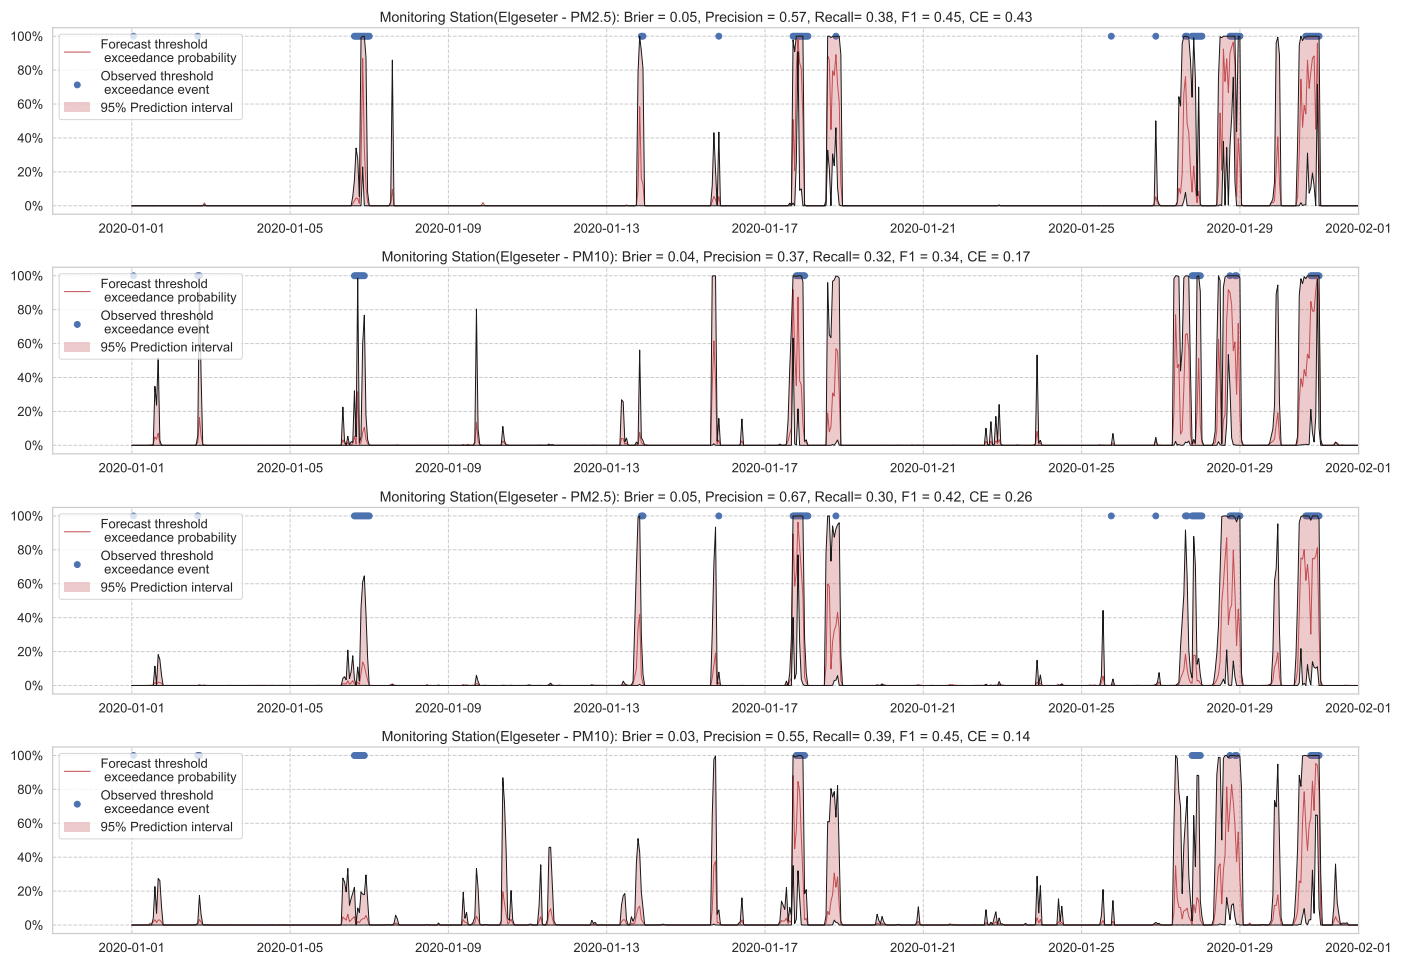 Monitoring Station(Elgeseter - PM2.5): Brier = 0.05, Precision = 0.57, Recall= 0.38, F1 = 0.45, CE = 0.43
100%
80%
60%
40%
20%
0%
Forecast threshold
exceedance probability
Observed threshold
exceedance event
95% Prediction interval
2020-01-01 2020-01-05 2020-01-09 2020-01-13 2020-01-17 2020-01-21 2020-01-25 2020-01-29 2020-02-01
Monitoring Station(Elgeseter - PM10): Brier = 0.04, Precision = 0.37, Recall= 0.32, F1 = 0.34, CE = 0.17
100%
80%
60%
40%
20%
0%
Forecast threshold
exceedance probability
Observed threshold
exceedance event
95% Prediction interval
2020-01-01 2020-01-05 2020-01-09 2020-01-13 2020-01-17 2020-01-21 2020-01-25 2020-01-29 2020-02-01
Monitoring Station(Elgeseter - PM2.5): Brier = 0.05, Precision = 0.67, Recall= 0.30, F1 = 0.42, CE = 0.26
100%
80%
60%
40%
20%
0%
Forecast threshold
exceedance probability
Observed threshold
exceedance event
95% Prediction interval
2020-01-01 2020-01-05 2020-01-09 2020-01-13 2020-01-17 2020-01-21 2020-01-25 2020-01-29 2020-02-01
Monitoring Station(Elgeseter - PM10): Brier = 0.03, Precision = 0.55, Recall= 0.39, F1 = 0.45, CE = 0.14
100%
80%
60%
40%
20%
0%
Forecast threshold
exceedance probability
Observed threshold
exceedance event
95% Prediction interval
2020-01-01 2020-01-05 2020-01-09 2020-01-13 2020-01-17 2020-01-21 2020-01-25 2020-01-29 2020-02-01